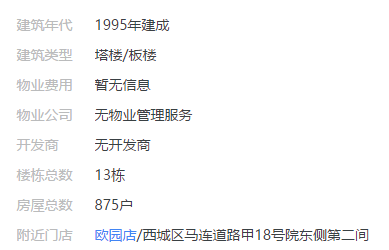 建筑年代 1995年建成
建筑类型 塔楼/板楼
物业费用 暂无信息
物业公司 无物业管理服务
开发商 无开发商
楼栋总数 13栋
房屋总数 875户
附近门店 欧园店/西城区马连道路甲18号院东侧第二间